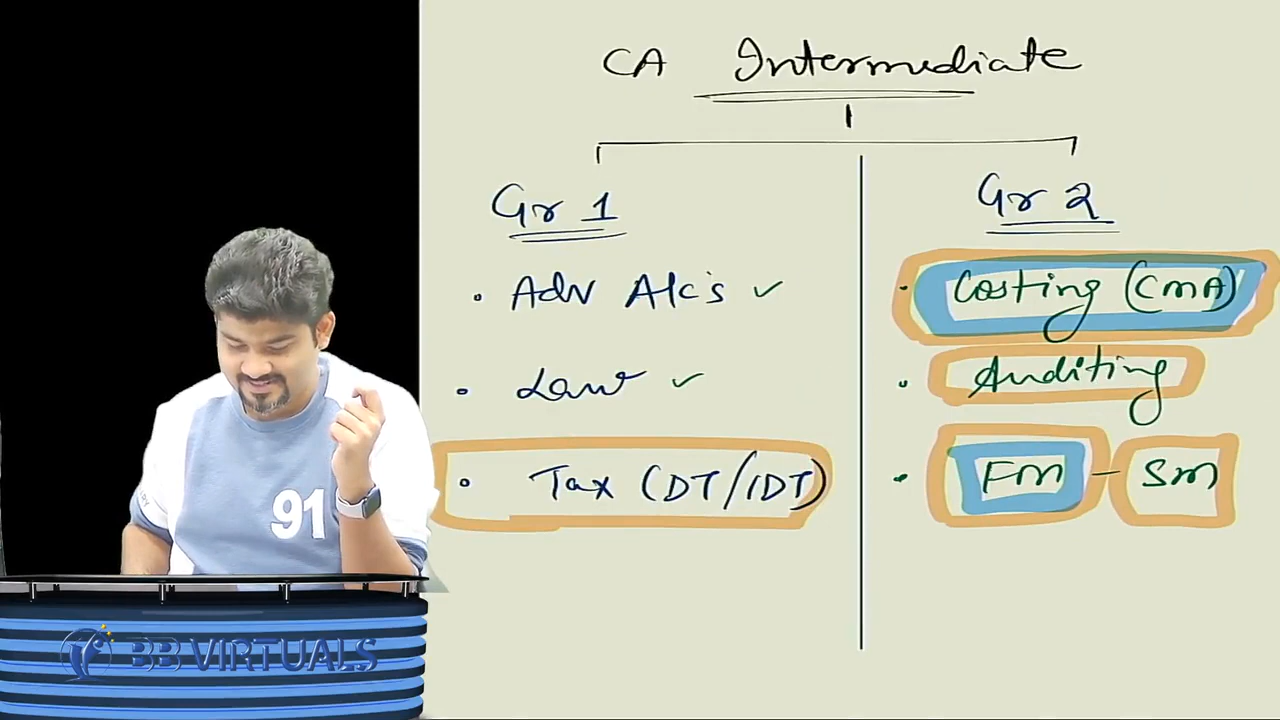 CA Intermediate
Gr 1
• Adv A/c's ✓
• Law ✓
• Tax (DT/IDT)
Gr 2
• Costing (CMA)
• Auditing
• FM - SM
91
BB VIRTUALS